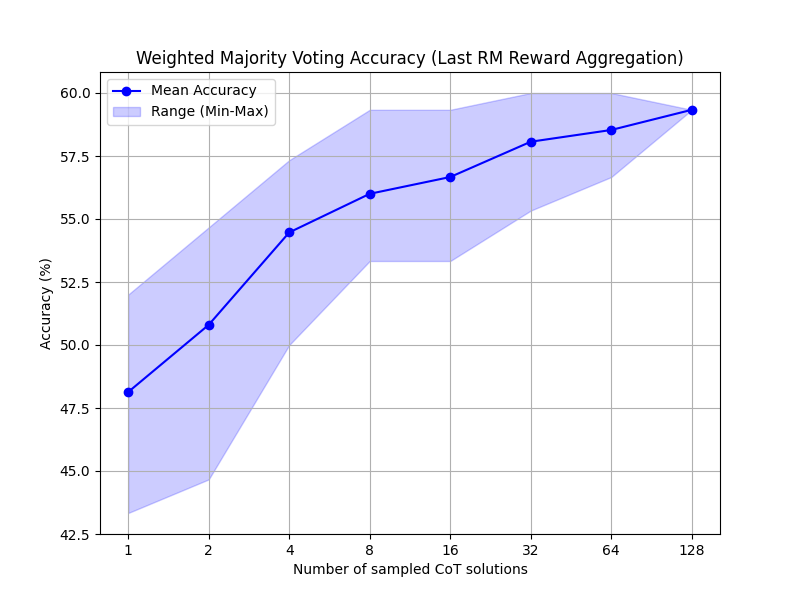 Weighted Majority Voting Accuracy (Last RM Reward Aggregation)
Mean Accuracy
Range (Min-Max)
Accuracy (%)
60.0
57.5
55.0
52.5
50.0
47.5
45.0
42.5
1 2 4 8 16 32 64 128
Number of sampled CoT solutions